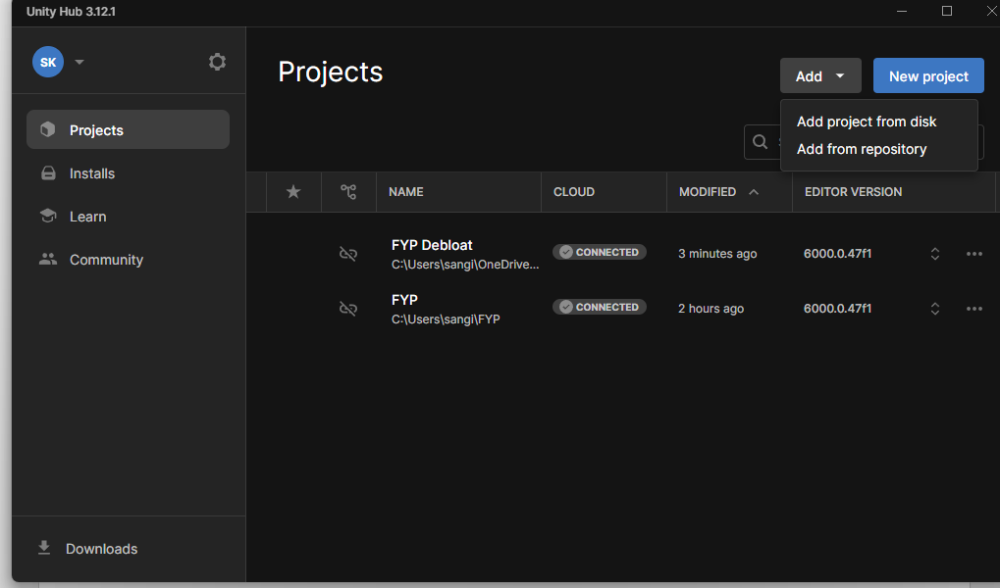 Unity Hub 3.12.1
SK
Projects
Installs
Learn
Community
Downloads
Projects
Add
New project
Add project from disk
Add from repository
NAME
CLOUD
MODIFIED
EDITOR VERSION
FYP Debloat
C:\Users\sangi\OneDrive...
CONNECTED
3 minutes ago
6000.0.47f1
FYP
C:\Users\sangi\FYP
CONNECTED
2 hours ago
6000.0.47f1